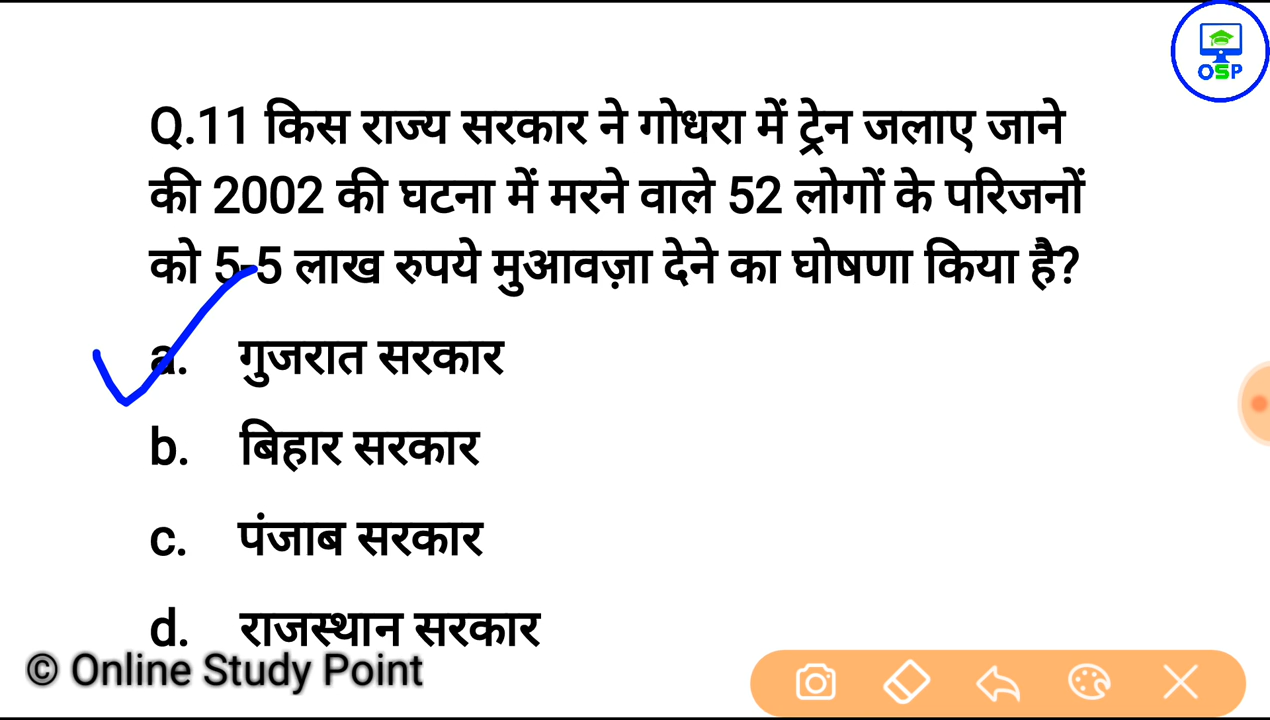 OSP
Q.11 किस राज्य सरकार ने गोधरा में ट्रेन जलाए जाने
की 2002 की घटना में मरने वाले 52 लोगों के परिजनों
को 5-5 लाख रुपये मुआवज़ा देने का घोषणा किया है?
a. गुजरात सरकार
b. बिहार सरकार
c. पंजाब सरकार
d. राजस्थान सरकार
© Online Study Point